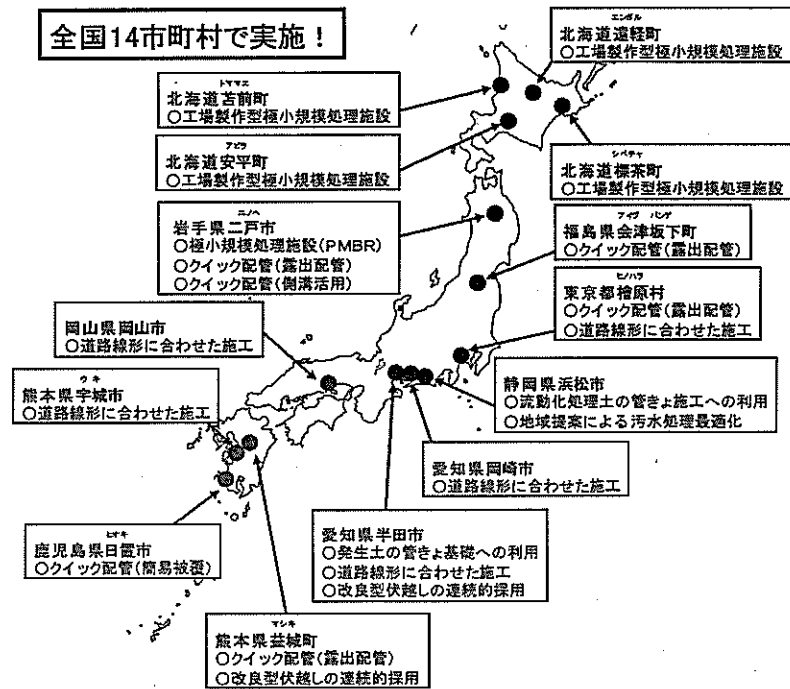 全国14市町村で実施！
エンガル
北海道遠軽町
○工場製作型極小規模処理施設
トママエ
北海道苫前町
○工場製作型極小規模処理施設
アビラ
北海道安平町
○工場製作型極小規模処理施設
シベチャ
北海道標茶町
○工場製作型極小規模処理施設
ニノヘ
岩手県二戸市
○極小規模処理施設(PMBR)
○クイック配管(露出配管)
○クイック配管(側溝活用)
アイヅ バンゲ
福島県会津坂下町
○クイック配管(露出配管)
ヒノハラ
東京都檜原村
○クイック配管(露出配管)
○道路線形に合わせた施工
岡山県岡山市
○道路線形に合わせた施工
ウキ
熊本県宇城市
○道路線形に合わせた施工
静岡県浜松市
○流動化処理土の管きょ施工への利用
○地域提案による汚水処理最適化
愛知県岡崎市
○道路線形に合わせた施工
ヒオキ
鹿児島県日置市
○クイック配管(簡易被覆)
愛知県半田市
○発生土の管きょ基礎への利用
○道路線形に合わせた施工
○改良型伏越しの連続的採用
マシキ
熊本県益城町
○クイック配管(露出配管)
○改良型伏越しの連続的採用